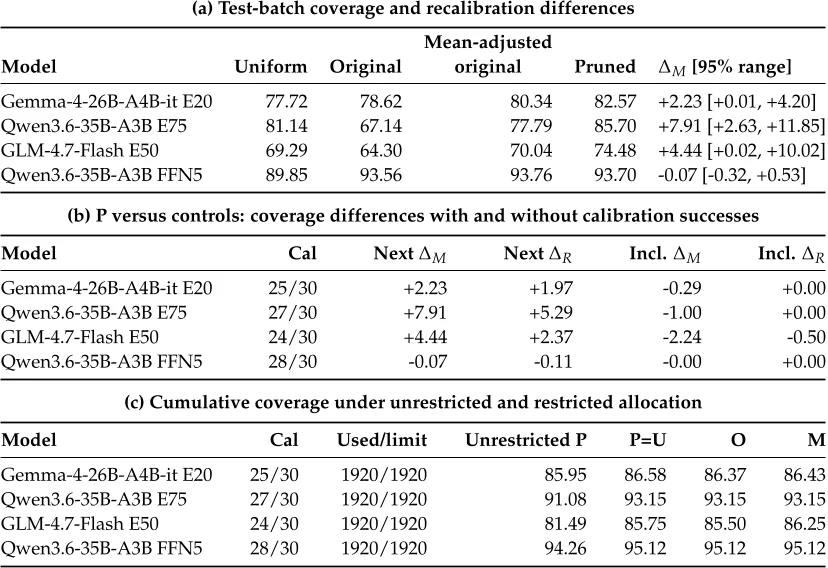 (a) Test-batch coverage and recalibration differences
Mean-adjusted
Model Uniform Original original Pruned Δ_M [95% range]
Gemma-4-26B-A4B-it E20 77.72 78.62 80.34 82.57 +2.23 [+0.01, +4.20]
Qwen3.6-35B-A3B E75 81.14 67.14 77.79 85.70 +7.91 [+2.63, +11.85]
GLM-4.7-Flash E50 69.29 64.30 70.04 74.48 +4.44 [+0.02, +10.02]
Qwen3.6-35B-A3B FFN5 89.85 93.56 93.76 93.70 -0.07 [-0.32, +0.53]
(b) P versus controls: coverage differences with and without calibration successes
Model Cal Next Δ_M Next Δ_R Incl. Δ_M Incl. Δ_R
Gemma-4-26B-A4B-it E20 25/30 +2.23 +1.97 -0.29 +0.00
Qwen3.6-35B-A3B E75 27/30 +7.91 +5.29 -1.00 +0.00
GLM-4.7-Flash E50 24/30 +4.44 +2.37 -2.24 -0.50
Qwen3.6-35B-A3B FFN5 28/30 -0.07 -0.11 -0.00 +0.00
(c) Cumulative coverage under unrestricted and restricted allocation
Model Cal Used/limit Unrestricted P P=U O M
Gemma-4-26B-A4B-it E20 25/30 1920/1920 85.95 86.58 86.37 86.43
Qwen3.6-35B-A3B E75 27/30 1920/1920 91.08 93.15 93.15 93.15
GLM-4.7-Flash E50 24/30 1920/1920 81.49 85.75 85.50 86.25
Qwen3.6-35B-A3B FFN5 28/30 1920/1920 94.26 95.12 95.12 95.12